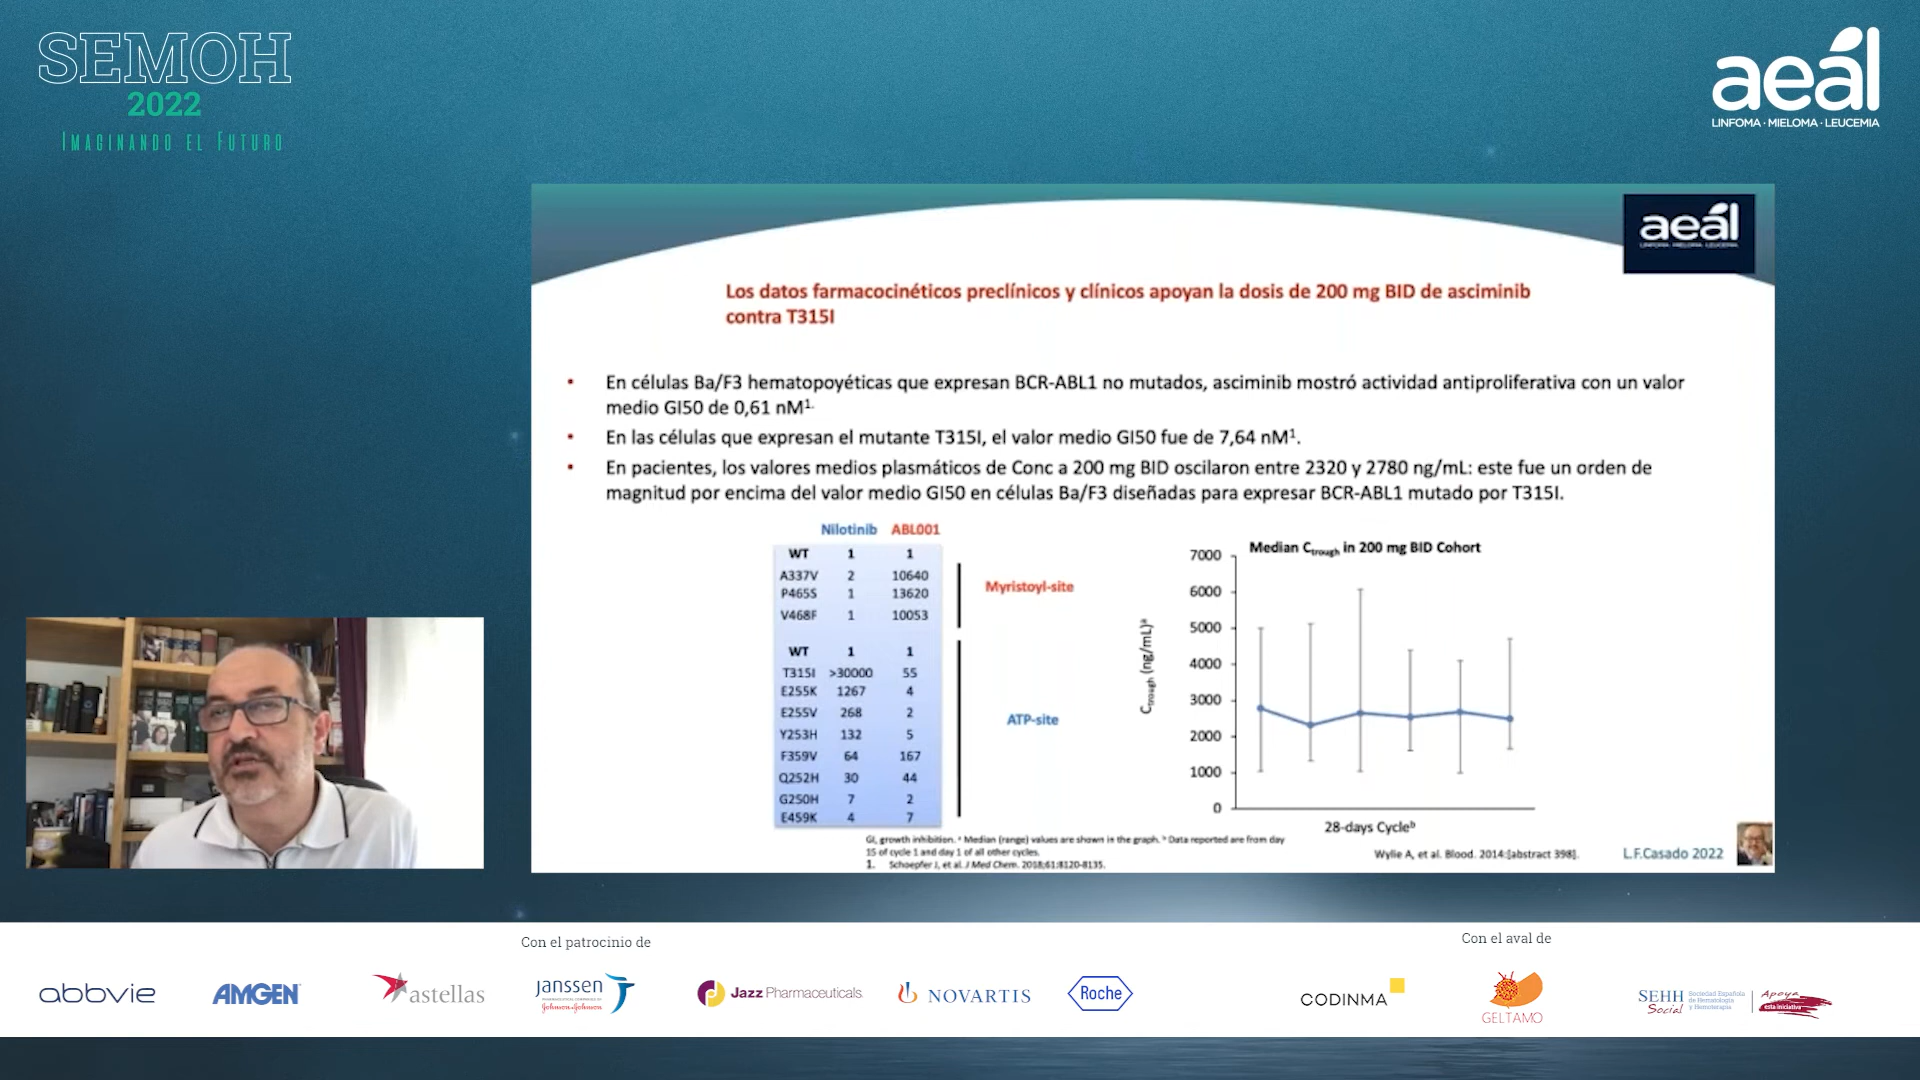 SEMOH
2022
IMAGINANDO EL FUTURO
aeál
LINFOMA · MIELOMA · LEUCEMIA
aeál
LINFOMA · MIELOMA · LEUCEMIA
Los datos farmacocinéticos preclínicos y clínicos apoyan la dosis de 200 mg BID de asciminib
contra T315I
• En células Ba/F3 hematopoyéticas que expresan BCR-ABL1 no mutados, asciminib mostró actividad antiproliferativa con un valor
medio GI50 de 0,61 nM1.
• En las células que expresan el mutante T315I, el valor medio GI50 fue de 7,64 nM1.
• En pacientes, los valores medios plasmáticos de Conc a 200 mg BID oscilaron entre 2320 y 2780 ng/mL: este fue un orden de
magnitud por encima del valor medio GI50 en células Ba/F3 diseñadas para expresar BCR-ABL1 mutado por T315I.
Nilotinib ABL001
WT 1 1
A337V 2 10640
P465S 1 13620
V468F 1 10053
Myristoyl-site
WT 1 1
T315I >30000 55
E255K 1267 4
E255V 268 2
Y253H 132 5
F359V 64 167
Q252H 30 44
G250H 7 2
E459K 4 7
ATP-site
Median Ctrough in 200 mg BID Cohort
Ctrough (ng/mL)a
7000
6000
5000
4000
3000
2000
1000
0
28-days Cycleb
GI, growth inhibition. a Median (range) values are shown in the graph. b Data reported are from day
15 of cycle 1 and day 1 of all other cycles.
1. Schoepfer J, et al. J Med Chem. 2018;61:8120-8135.
Wylie A, et al. Blood. 2014:[abstract 398].
L.F.Casado 2022
Con el patrocinio de
Con el aval de
abbvie
AMGEN
astellas
janssen
PHARMACEUTICAL COMPANIES OF
Johnson & Johnson
Jazz Pharmaceuticals
NOVARTIS
Roche
CODINMA
GELTAMO
SEHH
Social
Sociedad Española
de Hematología
y Hemoterapia
Apoya
esta iniciativa